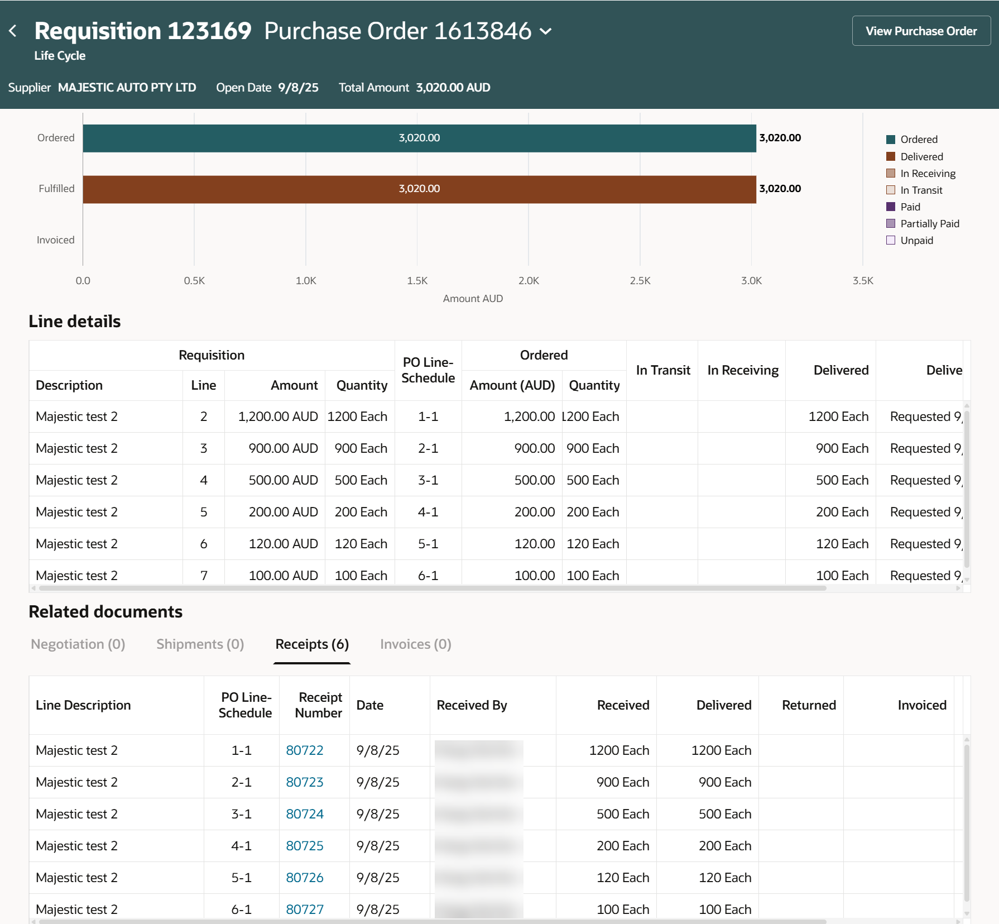 Requisition 123169 Purchase Order 1613846
View Purchase Order
Life Cycle
Supplier MAJESTIC AUTO PTY LTD Open Date 9/8/25 Total Amount 3,020.00 AUD
Ordered 3,020.00 3,020.00
Fulfilled 3,020.00 3,020.00
Invoiced
0.0 0.5K 1.0K 1.5K 2.0K 2.5K 3.0K 3.5K
Amount AUD
Ordered
Delivered
In Receiving
In Transit
Paid
Partially Paid
Unpaid
Line details
Requisition PO Line-Schedule Ordered In Transit In Receiving Delivered Delive
Description Line Amount Quantity Amount (AUD) Quantity
Majestic test 2 2 1,200.00 AUD 1200 Each 1-1 1,200.00 1200 Each 1200 Each Requested 9/
Majestic test 2 3 900.00 AUD 900 Each 2-1 900.00 900 Each 900 Each Requested 9/
Majestic test 2 4 500.00 AUD 500 Each 3-1 500.00 500 Each 500 Each Requested 9/
Majestic test 2 5 200.00 AUD 200 Each 4-1 200.00 200 Each 200 Each Requested 9/
Majestic test 2 6 120.00 AUD 120 Each 5-1 120.00 120 Each 120 Each Requested 9/
Majestic test 2 7 100.00 AUD 100 Each 6-1 100.00 100 Each 100 Each Requested 9/
Related documents
Negotiation (0) Shipments (0) Receipts (6) Invoices (0)
Line Description PO Line-Schedule Receipt Number Date Received By Received Delivered Returned Invoiced
Majestic test 2 1-1 80722 9/8/25 1200 Each 1200 Each
Majestic test 2 2-1 80723 9/8/25 900 Each 900 Each
Majestic test 2 3-1 80724 9/8/25 500 Each 500 Each
Majestic test 2 4-1 80725 9/8/25 200 Each 200 Each
Majestic test 2 5-1 80726 9/8/25 120 Each 120 Each
Majestic test 2 6-1 80727 9/8/25 100 Each 100 Each